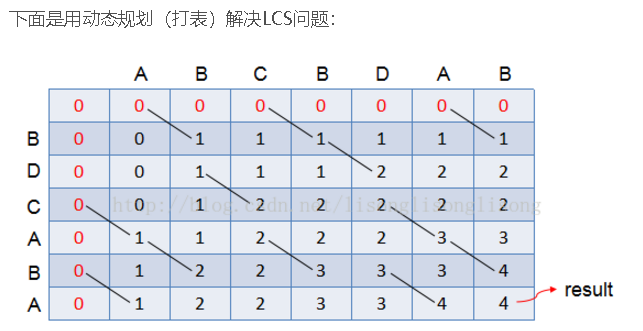 下面是用动态规划（打表）解决LCS问题：
A B C B D A B
0 0 0 0 0 0 0 0
B 0 0 1 1 1 1 1 1
D 0 0 1 1 1 2 2 2
C 0 0 1 2 2 2 2 2
http://blog.csdn.net/lisonglisonglisong
A 0 1 1 2 2 2 3 3
B 0 1 2 2 3 3 3 4
A 0 1 2 2 3 3 4 4 result